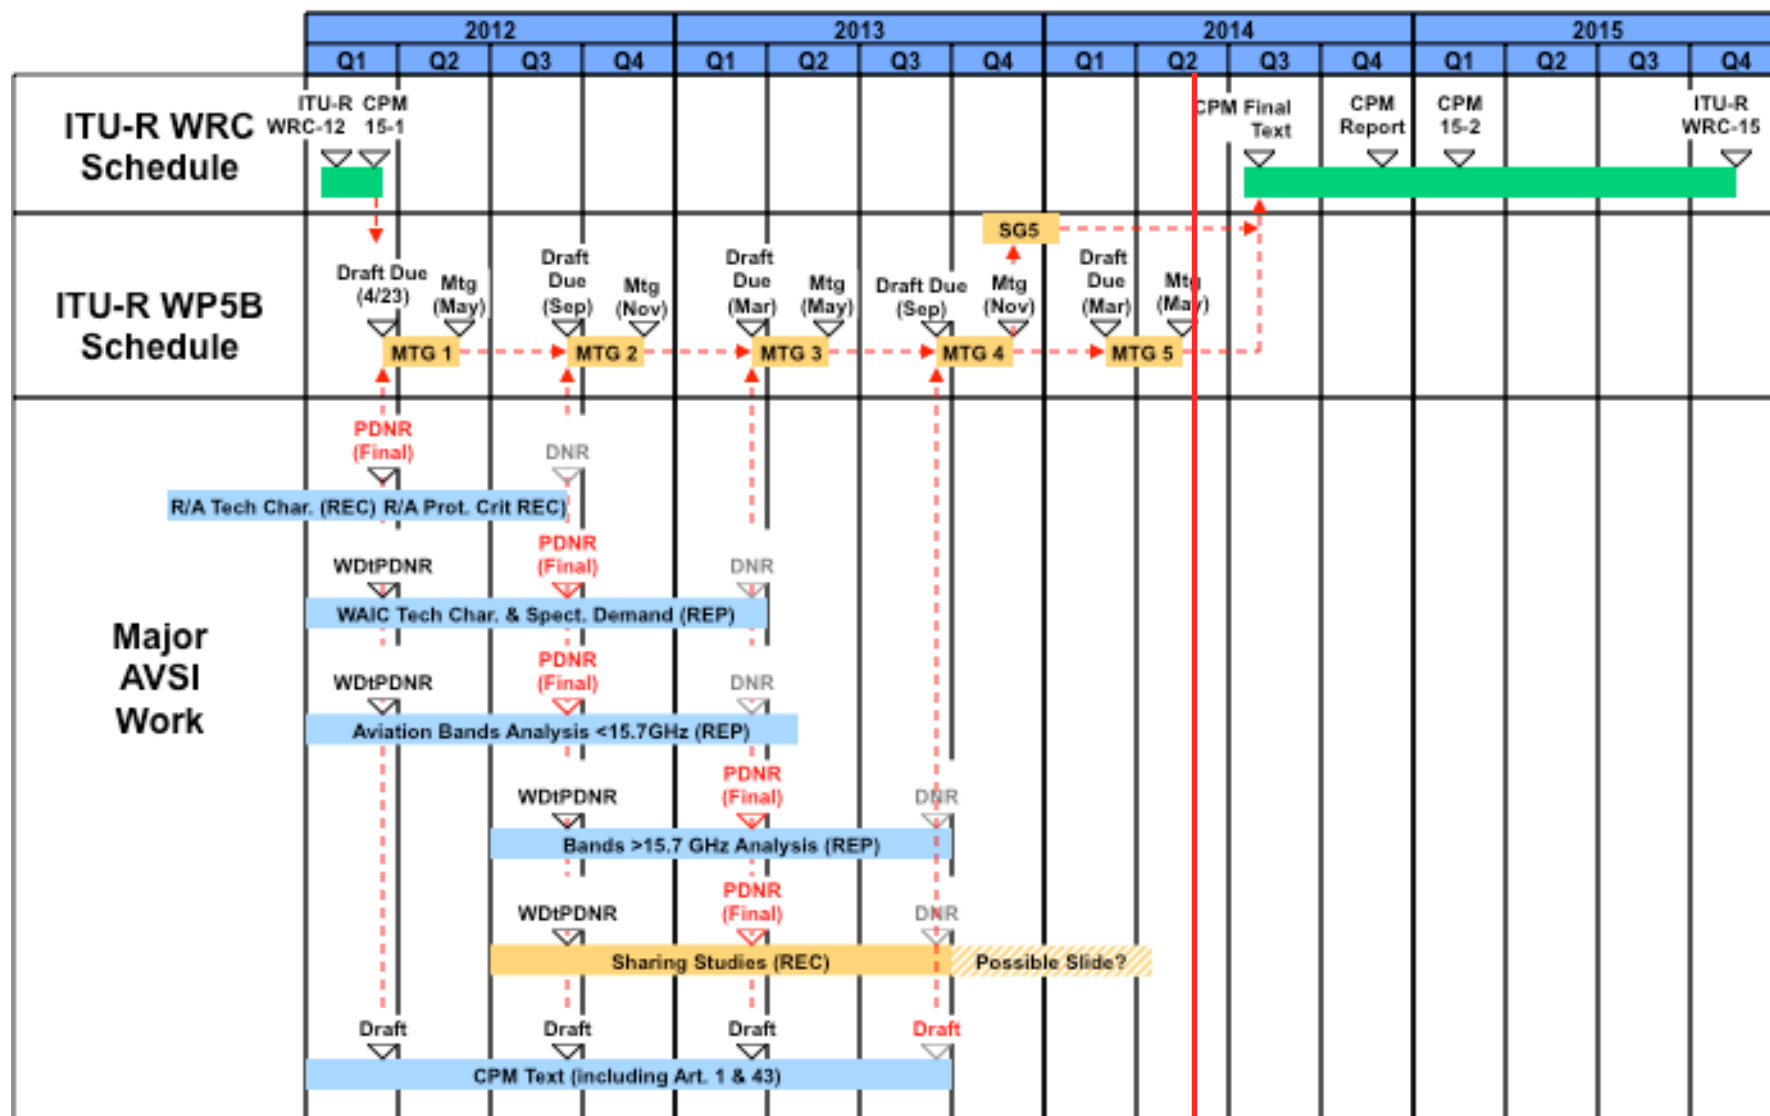 2012 2013 2014 2015
Q1 Q2 Q3 Q4 Q1 Q2 Q3 Q4 Q1 Q2 Q3 Q4 Q1 Q2 Q3 Q4
ITU-R WRC
Schedule
ITU-R
WRC-12
CPM
15-1
CPM Final
Text
CPM
Report
CPM
15-2
ITU-R
WRC-15
ITU-R WP5B
Schedule
SG5
Draft Due
(4/23)
Mtg
(May)
Draft
Due
(Sep)
Mtg
(Nov)
Draft
Due
(Mar)
Mtg
(May)
Draft Due
(Sep)
Mtg
(Nov)
Draft
Due
(Mar)
Mtg
(May)
MTG 1 MTG 2 MTG 3 MTG 4 MTG 5
Major
AVSI
Work
PDNR
(Final)
DNR
R/A Tech Char. (REC) R/A Prot. Crit REC)
WDtPDNR
PDNR
(Final)
DNR
WAIC Tech Char. & Spect. Demand (REP)
WDtPDNR
PDNR
(Final)
DNR
Aviation Bands Analysis <15.7GHz (REP)
WDtPDNR
PDNR
(Final)
DNR
Bands >15.7 GHz Analysis (REP)
WDtPDNR
PDNR
(Final)
DNR
Sharing Studies (REC)
Possible Slide?
Draft Draft Draft Draft
CPM Text (including Art. 1 & 43)